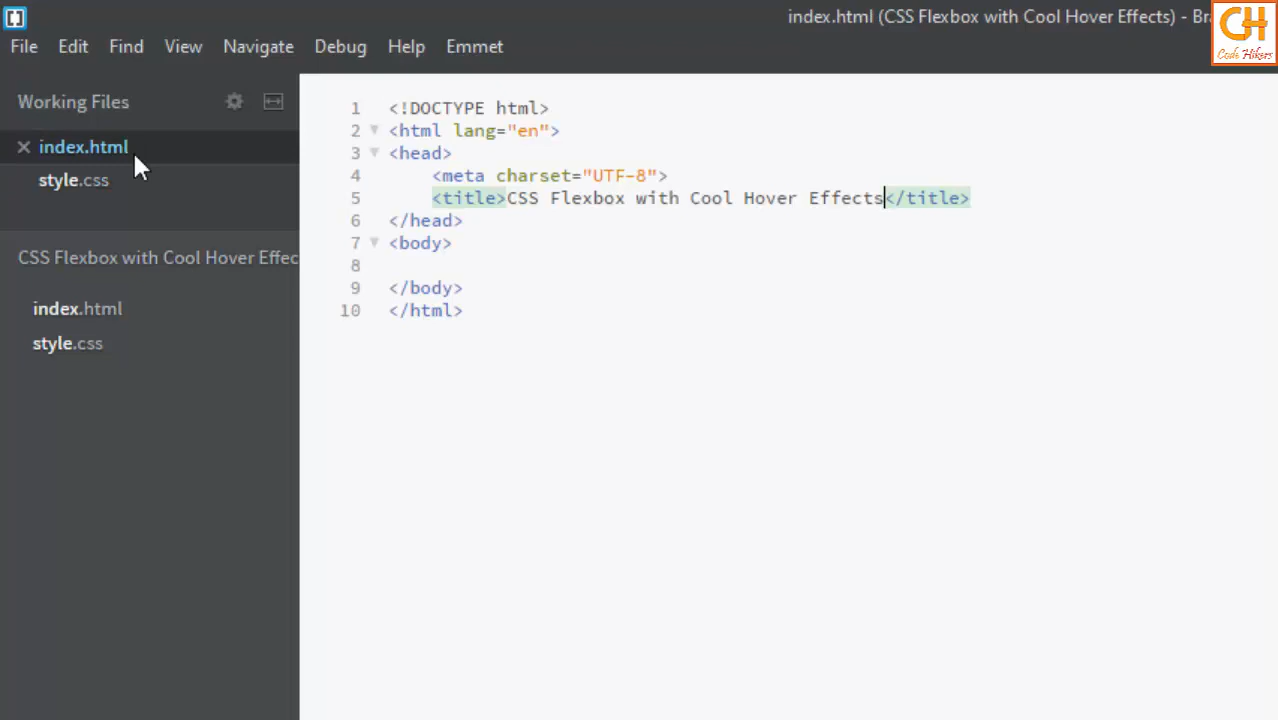 index.html (CSS Flexbox with Cool Hover Effects) - Br
CH
Code Hikers
File Edit Find View Navigate Debug Help Emmet
Working Files
index.html
style.css
CSS Flexbox with Cool Hover Effec
index.html
style.css
1 <!DOCTYPE html>
2 <html lang="en">
3 <head>
4 <meta charset="UTF-8">
5 <title>CSS Flexbox with Cool Hover Effects</title>
6 </head>
7 <body>
8
9 </body>
10 </html>